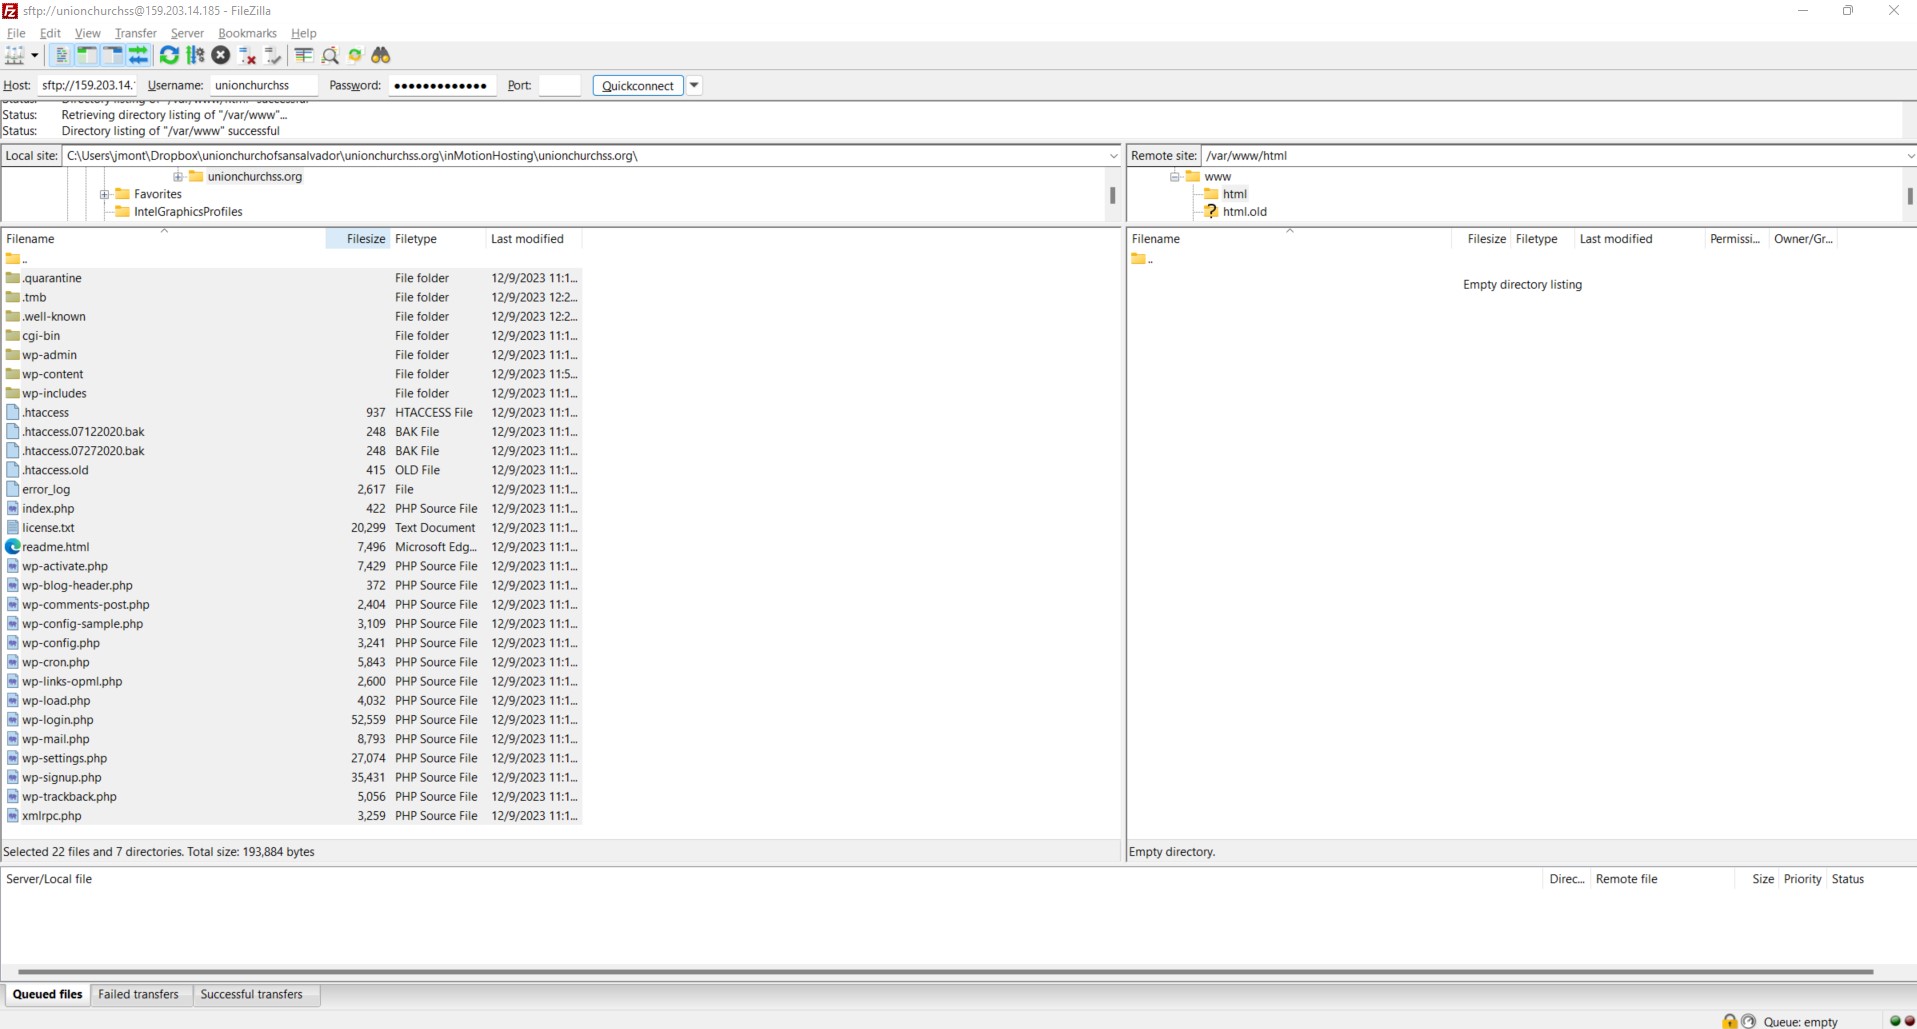 sftp://unionchurchss@159.203.14.185 - FileZilla
File Edit View Transfer Server Bookmarks Help
Host: sftp://159.203.14. Username: unionchurchss Password: ●●●●●●●●●●●●● Port: Quickconnect
Status: Directory listing of "/var/www/html" successful
Status: Retrieving directory listing of "/var/www"...
Status: Directory listing of "/var/www" successful
Local site: C:\Users\jmont\Dropbox\unionchurchofsansalvador\unionchurchss.org\inMotionHosting\unionchurchss.org\
unionchurchss.org
Favorites
IntelGraphicsProfiles
Filename Filesize Filetype Last modified
..
.quarantine File folder 12/9/2023 11:1...
.tmb File folder 12/9/2023 12:2...
.well-known File folder 12/9/2023 12:2...
cgi-bin File folder 12/9/2023 11:1...
wp-admin File folder 12/9/2023 11:1...
wp-content File folder 12/9/2023 11:5...
wp-includes File folder 12/9/2023 11:1...
.htaccess 937 HTACCESS File 12/9/2023 11:1...
.htaccess.07122020.bak 248 BAK File 12/9/2023 11:1...
.htaccess.07272020.bak 248 BAK File 12/9/2023 11:1...
.htaccess.old 415 OLD File 12/9/2023 11:1...
error_log 2,617 File 12/9/2023 11:1...
index.php 422 PHP Source File 12/9/2023 11:1...
license.txt 20,299 Text Document 12/9/2023 11:1...
readme.html 7,496 Microsoft Edg... 12/9/2023 11:1...
wp-activate.php 7,429 PHP Source File 12/9/2023 11:1...
wp-blog-header.php 372 PHP Source File 12/9/2023 11:1...
wp-comments-post.php 2,404 PHP Source File 12/9/2023 11:1...
wp-config-sample.php 3,109 PHP Source File 12/9/2023 11:1...
wp-config.php 3,241 PHP Source File 12/9/2023 11:1...
wp-cron.php 5,843 PHP Source File 12/9/2023 11:1...
wp-links-opml.php 2,600 PHP Source File 12/9/2023 11:1...
wp-load.php 4,032 PHP Source File 12/9/2023 11:1...
wp-login.php 52,559 PHP Source File 12/9/2023 11:1...
wp-mail.php 8,793 PHP Source File 12/9/2023 11:1...
wp-settings.php 27,074 PHP Source File 12/9/2023 11:1...
wp-signup.php 35,431 PHP Source File 12/9/2023 11:1...
wp-trackback.php 5,056 PHP Source File 12/9/2023 11:1...
xmlrpc.php 3,259 PHP Source File 12/9/2023 11:1...
Selected 22 files and 7 directories. Total size: 193,884 bytes
Remote site: /var/www/html
www
html
html.old
Filename Filesize Filetype Last modified Permissi... Owner/Gr...
..
Empty directory listing
Empty directory.
Server/Local file Direc... Remote file Size Priority Status
Queued files Failed transfers Successful transfers
Queue: empty